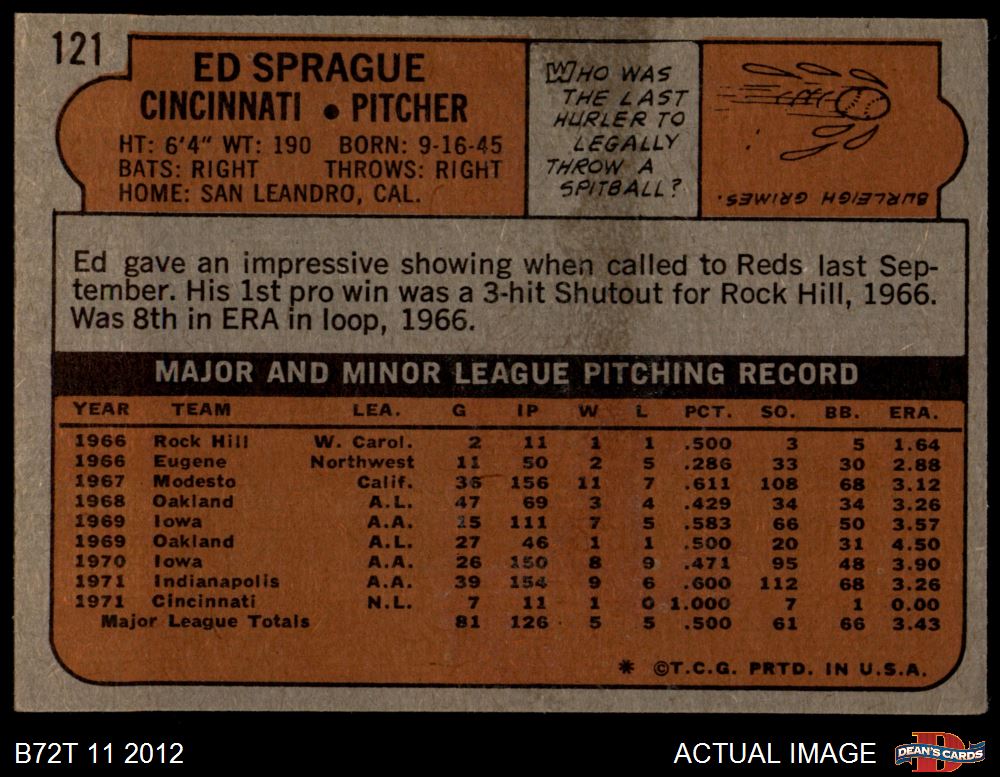 121
ED SPRAGUE
CINCINNATI • PITCHER
HT: 6'4" WT: 190 BORN: 9-16-45
BATS: RIGHT THROWS: RIGHT
HOME: SAN LEANDRO, CAL.
WHO WAS
THE LAST
HURLER TO
LEGALLY
THROW A
SPITBALL?
BURLEIGH GRIMES.
Ed gave an impressive showing when called to Reds last Sep-
tember. His 1st pro win was a 3-hit Shutout for Rock Hill, 1966.
Was 8th in ERA in loop, 1966.
MAJOR AND MINOR LEAGUE PITCHING RECORD
YEAR TEAM LEA. G IP W L PCT. SO. BB. ERA.
1966 Rock Hill W. Carol. 2 11 1 1 .500 3 5 1.64
1966 Eugene Northwest 11 50 2 5 .286 33 30 2.88
1967 Modesto Calif. 36 156 11 7 .611 108 68 3.12
1968 Oakland A.L. 47 69 3 4 .429 34 34 3.26
1969 Iowa A.A. 15 111 7 5 .583 66 50 3.57
1969 Oakland A.L. 27 46 1 1 .500 20 31 4.50
1970 Iowa A.A. 26 150 8 9 .471 95 48 3.90
1971 Indianapolis A.A. 39 154 9 6 .600 112 68 3.26
1971 Cincinnati N.L. 7 11 1 0 1.000 7 1 0.00
Major League Totals 81 126 5 5 .500 61 66 3.43
* ©T.C.G. PRTD. IN U.S.A.
B72T 11 2012
ACTUAL IMAGE
D
DEAN'S CARDS